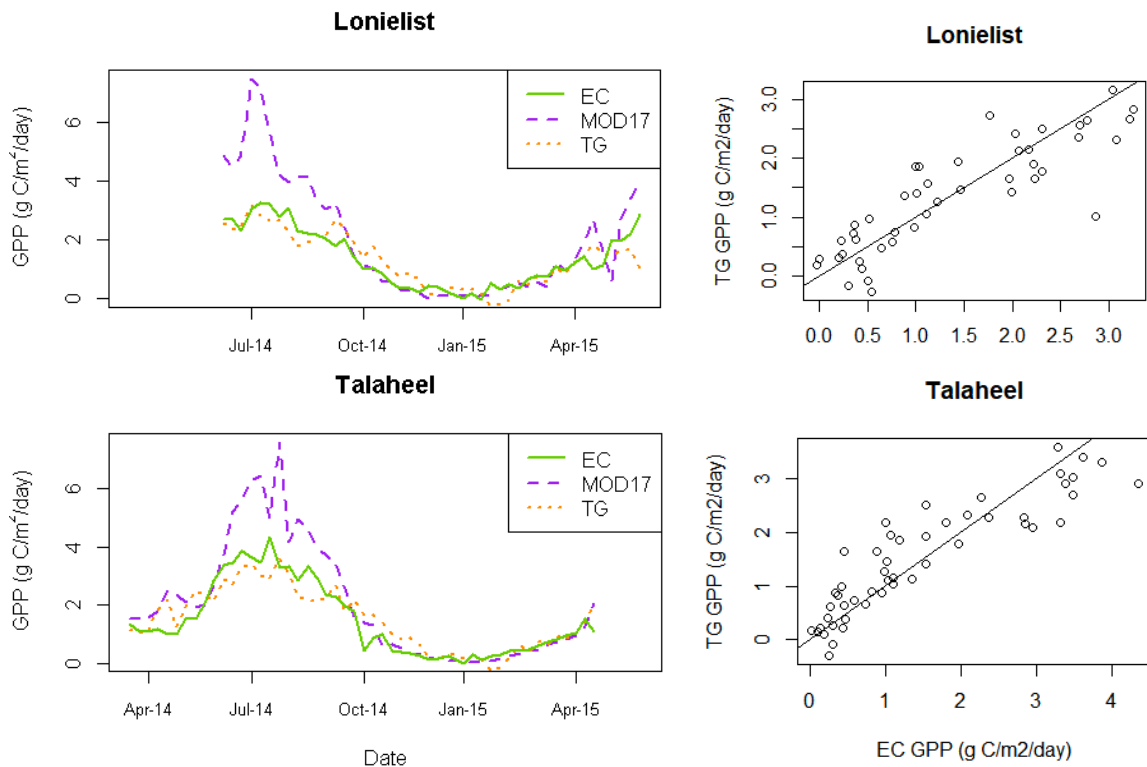 Lonielist
GPP (g C/m²/day)
6
4
2
0
EC
MOD17
TG
Jul-14 Oct-14 Jan-15 Apr-15
Lonielist
TG GPP (g C/m2/day)
3.0
2.0
1.0
0.0
0.0 0.5 1.0 1.5 2.0 2.5 3.0
Talaheel
GPP (g C/m²/day)
6
4
2
0
EC
MOD17
TG
Apr-14 Jul-14 Oct-14 Jan-15 Apr-15
Date
Talaheel
TG GPP (g C/m2/day)
3
2
1
0
0 1 2 3 4
EC GPP (g C/m2/day)